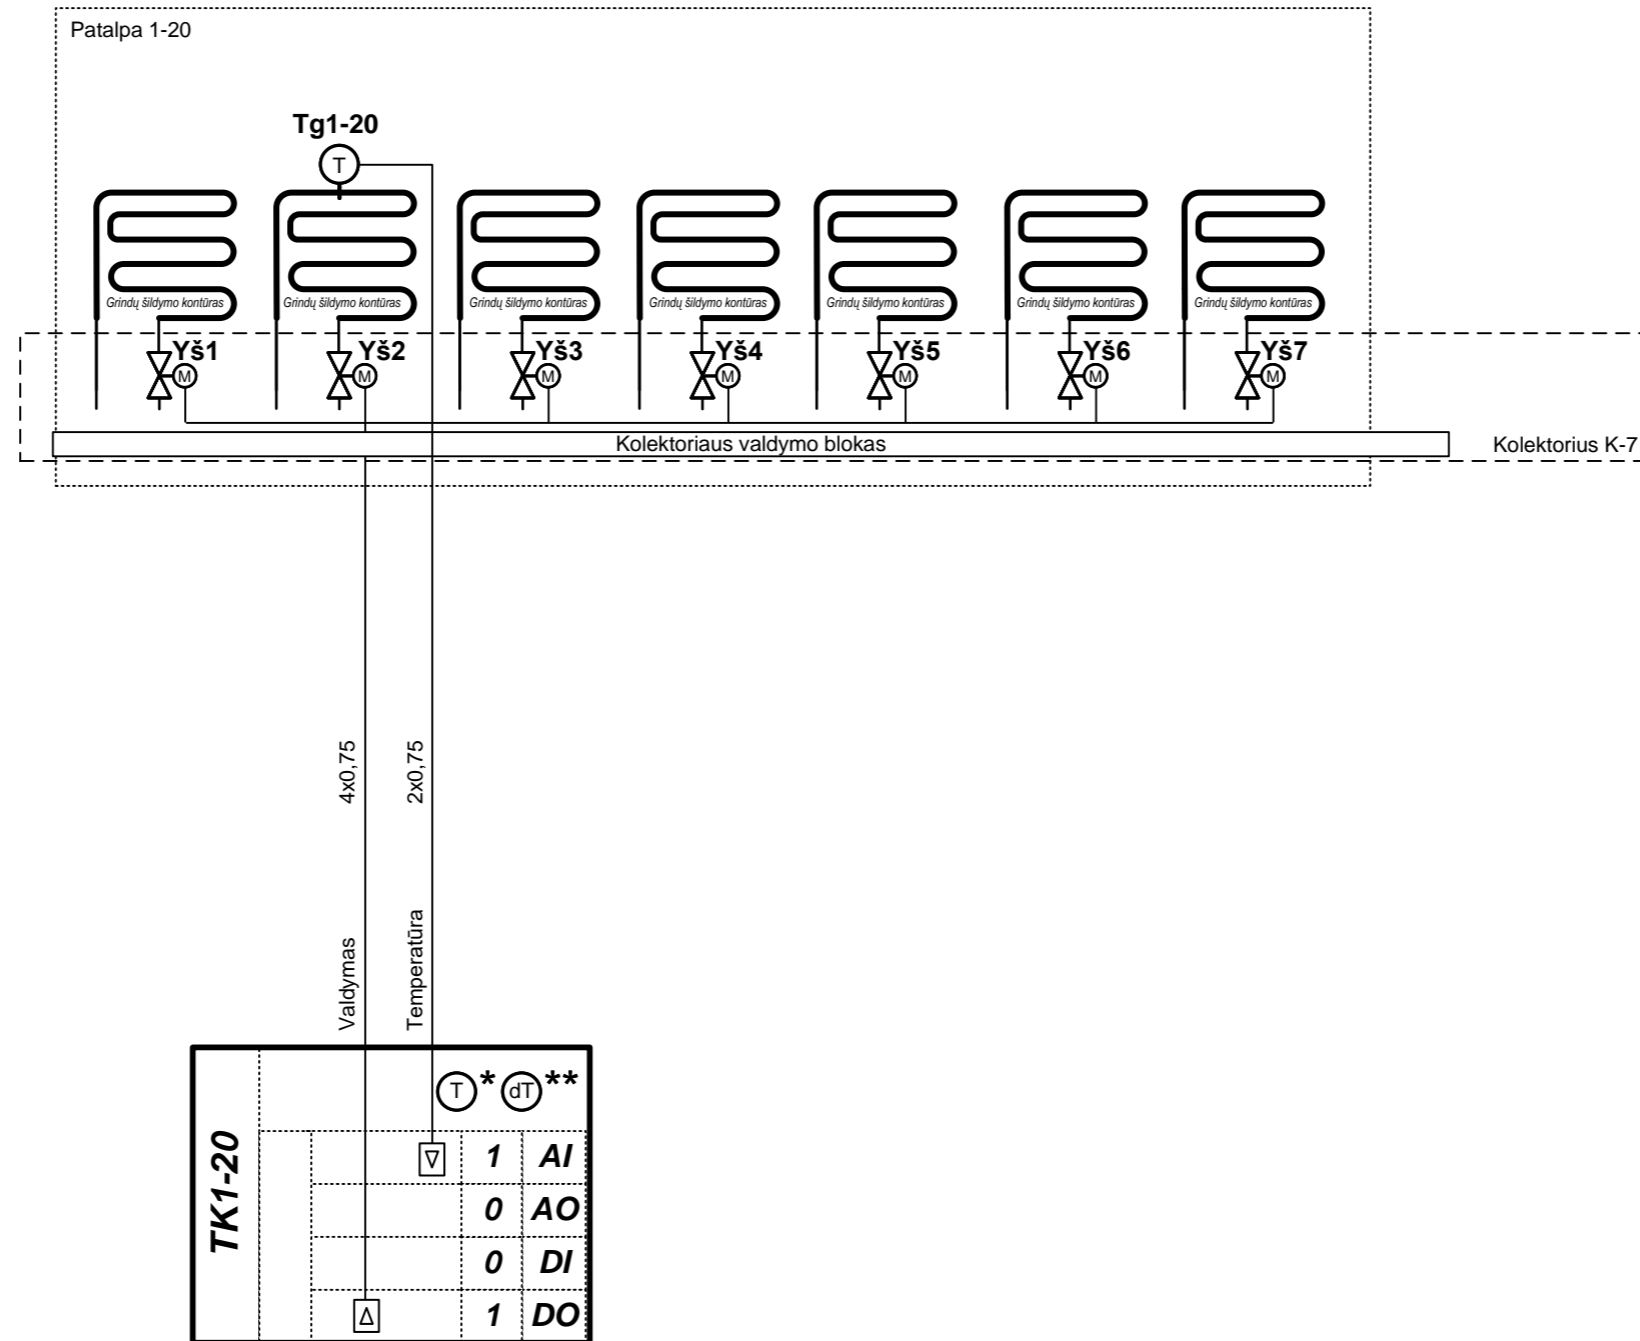 Patalpa 1-20
Tg1-20
T
Grindų šildymo kontūras
Grindų šildymo kontūras
Grindų šildymo kontūras
Grindų šildymo kontūras
Grindų šildymo kontūras
Grindų šildymo kontūras
Grindų šildymo kontūras
Yš1
Yš2
Yš3
Yš4
Yš5
Yš6
Yš7
M
M
M
M
M
M
M
Kolektoriaus valdymo blokas
Kolektorius K-7
4x0,75
2x0,75
Valdymas
Temperatūra
TK1-20
T * dT **
1 AI
0 AO
0 DI
1 DO